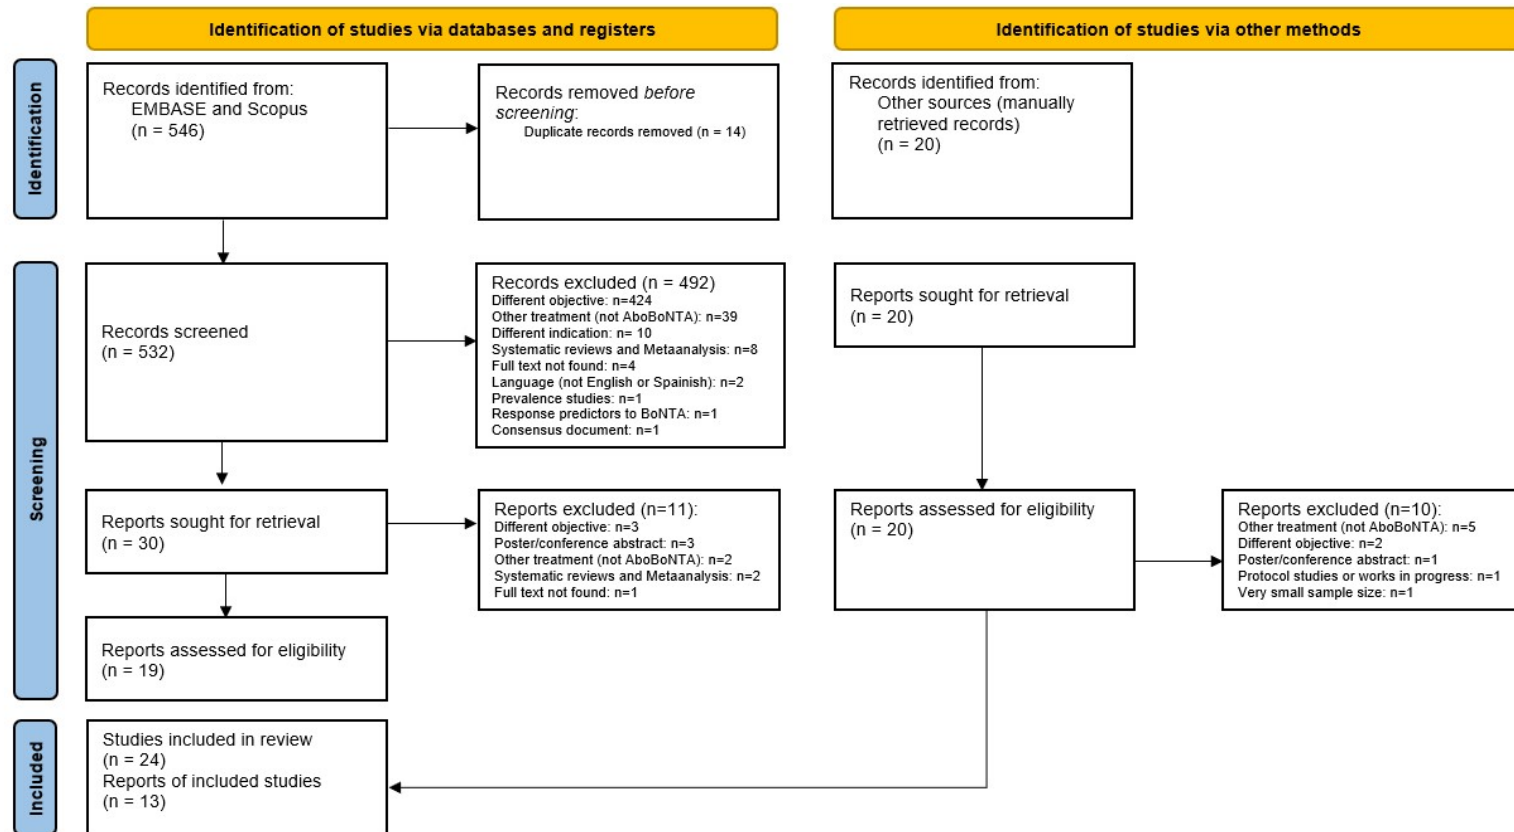 Identification of studies via databases and registers
Identification of studies via other methods
Identification
Records identified from:
EMBASE and Scopus
(n = 546)
Records removed before
screening:
Duplicate records removed (n = 14)
Records identified from:
Other sources (manually
retrieved records)
(n = 20)
Screening
Records screened
(n = 532)
Records excluded (n = 492)
Different objective: n=424
Other treatment (not AboBoNTA): n=39
Different indication: n= 10
Systematic reviews and Metaanalysis: n=8
Full text not found: n=4
Language (not English or Spainish): n=2
Prevalence studies: n=1
Response predictors to BoNTA: n=1
Consensus document: n=1
Reports sought for retrieval
(n = 20)
Reports sought for retrieval
(n = 30)
Reports excluded (n=11):
Different objective: n=3
Poster/conference abstract: n=3
Other treatment (not AboBoNTA): n=2
Systematic reviews and Metaanalysis: n=2
Full text not found: n=1
Reports assessed for eligibility
(n = 20)
Reports excluded (n=10):
Other treatment (not AboBoNTA): n=5
Different objective: n=2
Poster/conference abstract: n=1
Protocol studies or works in progress: n=1
Very small sample size: n=1
Reports assessed for eligibility
(n = 19)
Included
Studies included in review
(n = 24)
Reports of included studies
(n = 13)